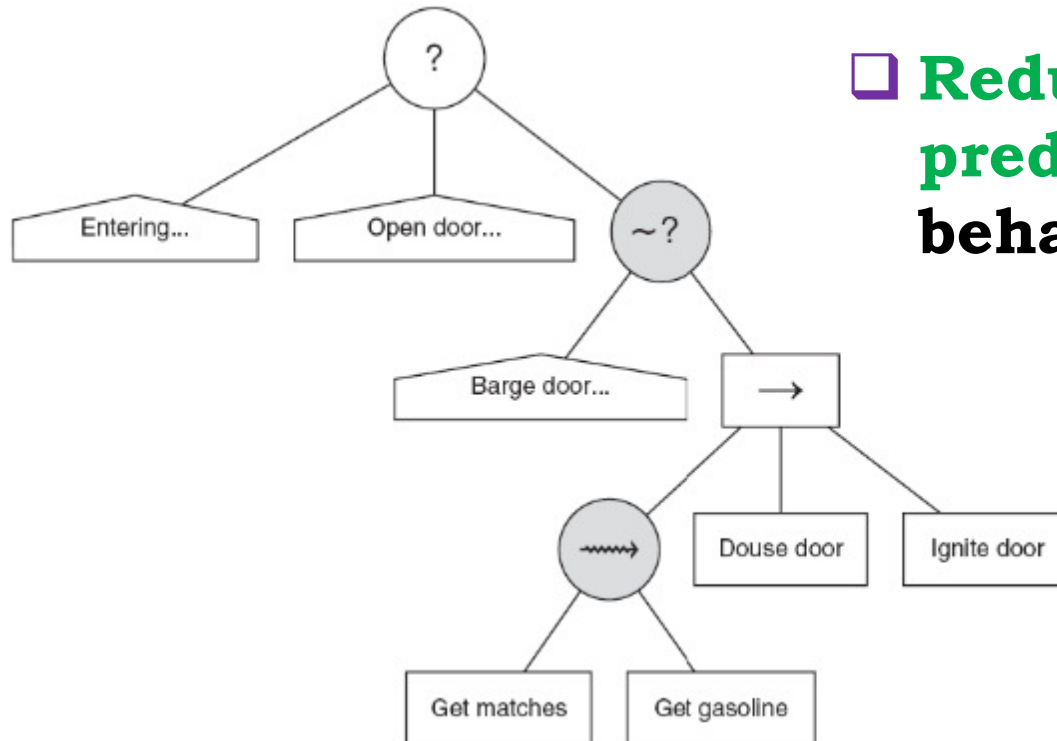 ?
Entering...
Open door...
~?
Barge door...
→
Douse door
Ignite door
Get matches
Get gasoline